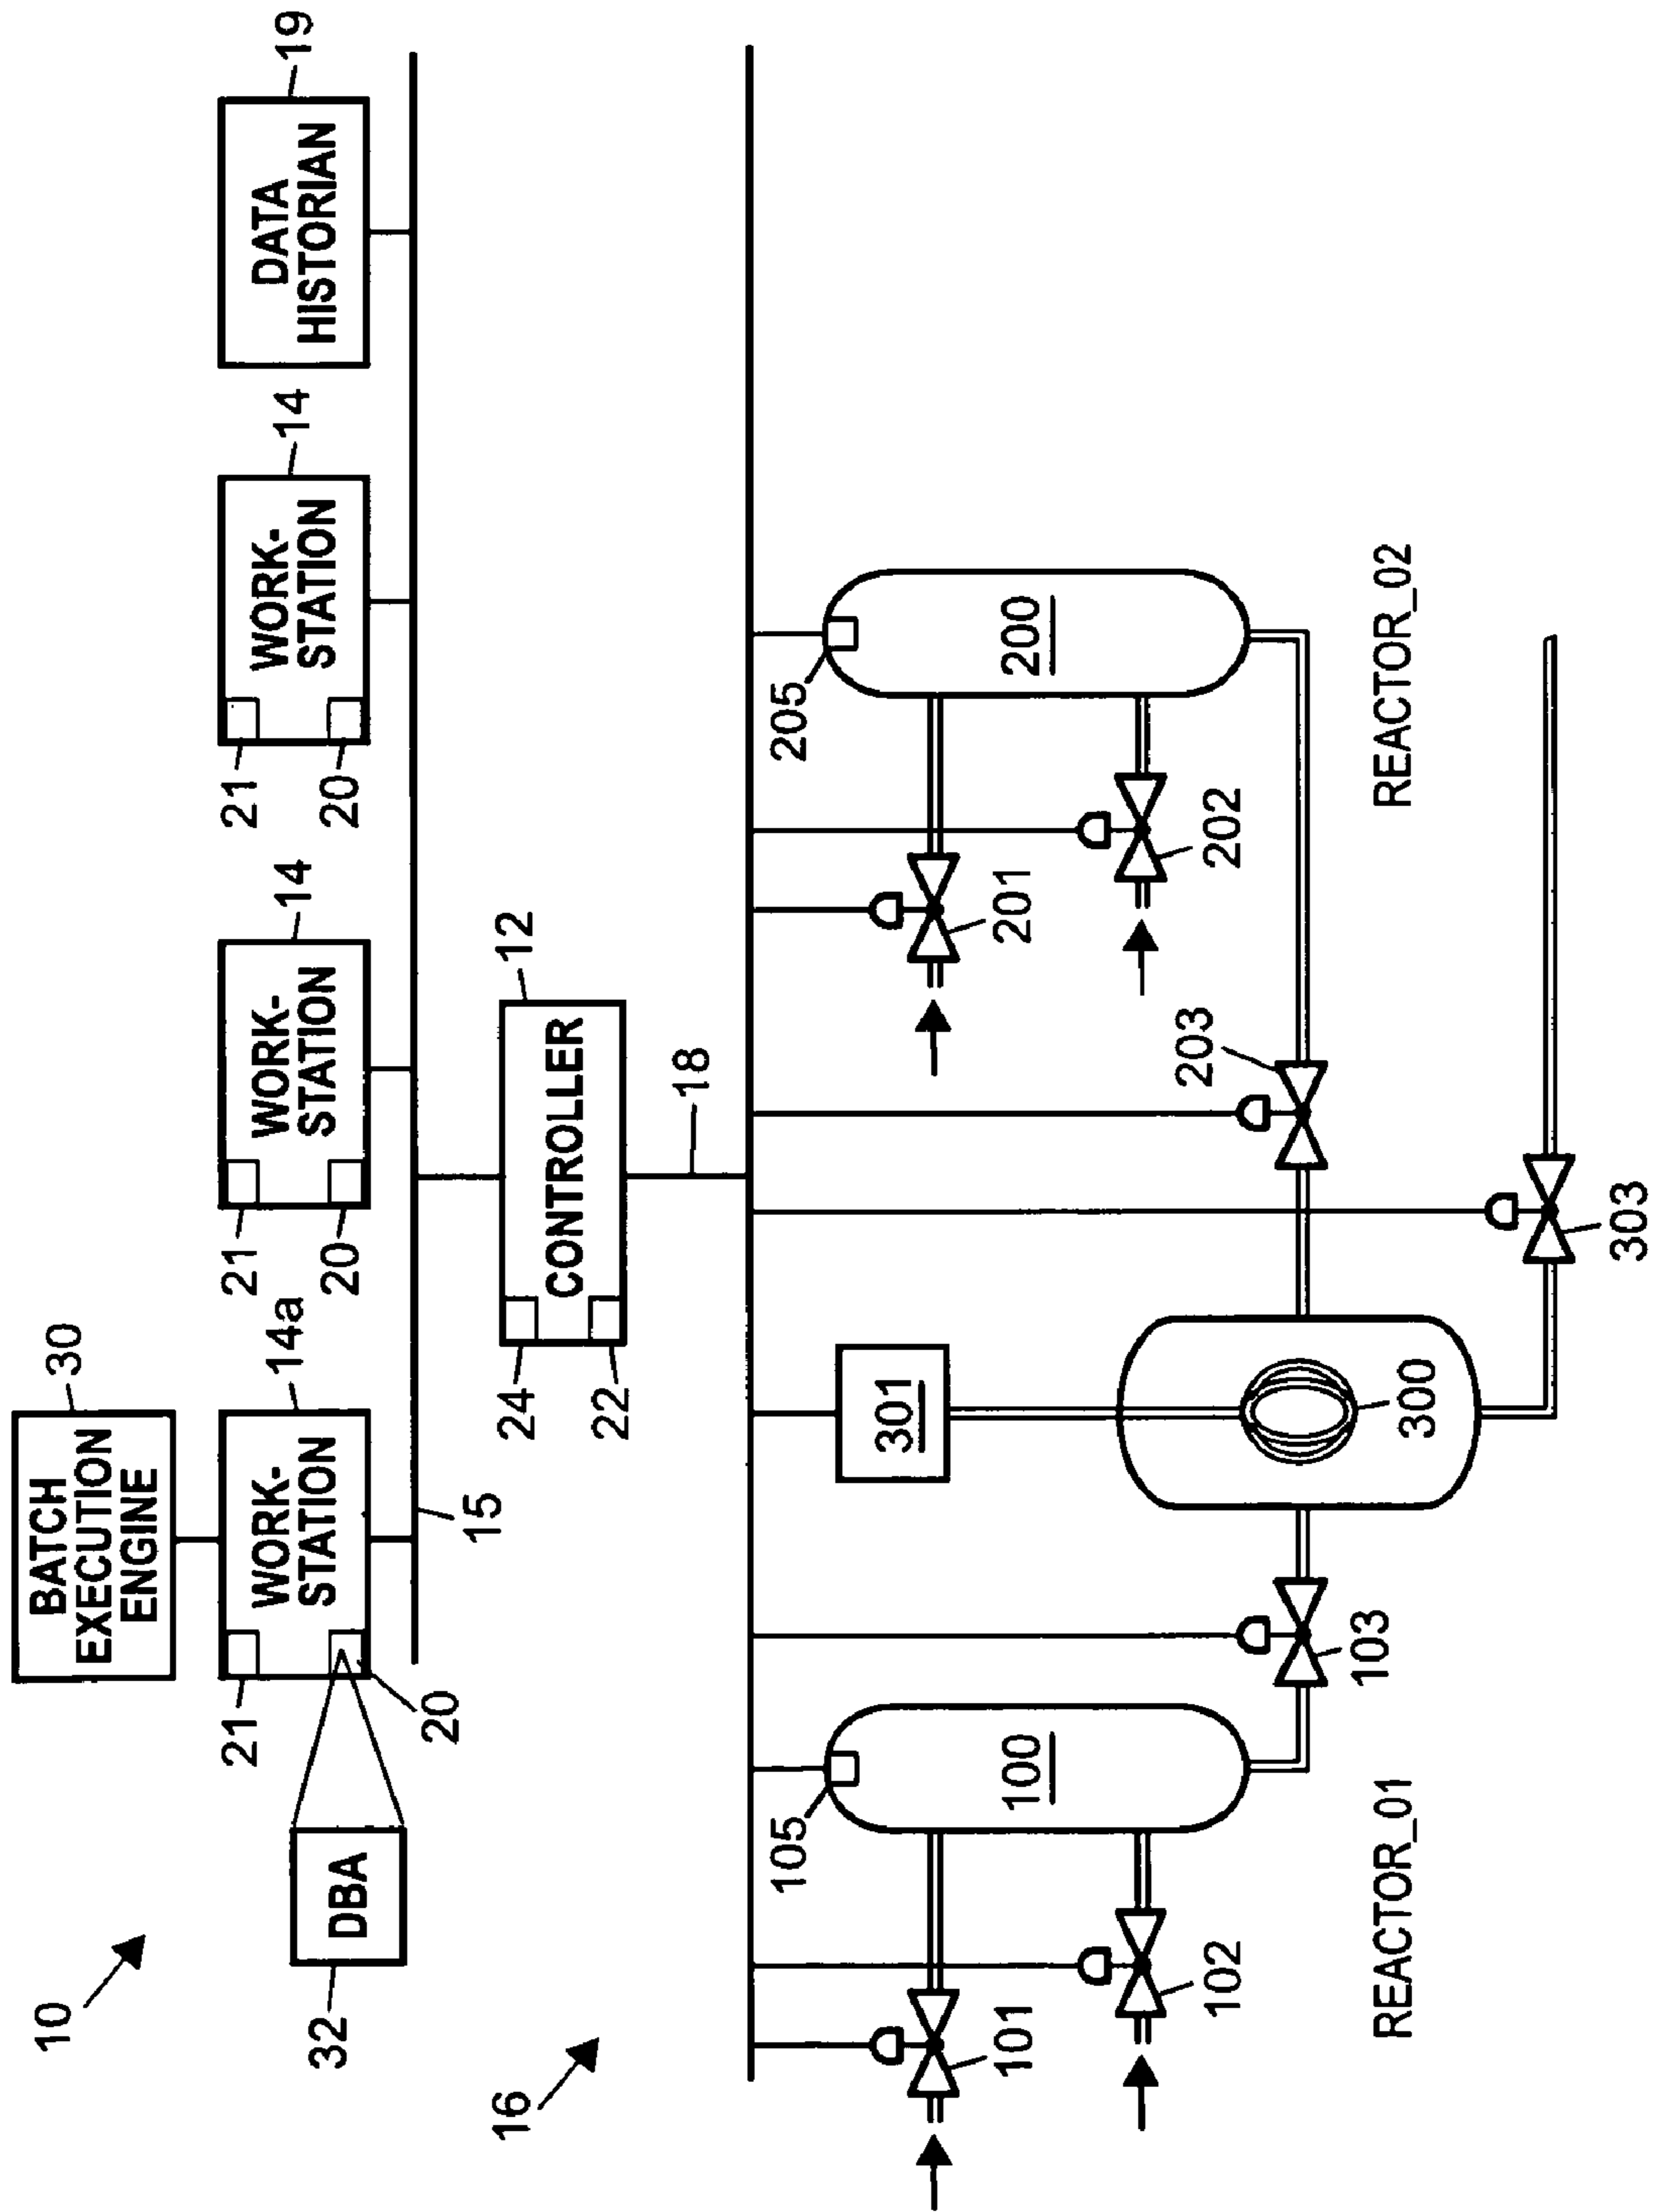 10
30
BATCH
EXECUTION
ENGINE
14a
14
14
19
21
WORK-
STATION
21
WORK-
STATION
21
WORK-
STATION
DATA
HISTORIAN
32
DBA
20
20
20
15
16
24
22
CONTROLLER
12
18
105
301
205
101
100
201
200
102
202
103
300
203
REACTOR_01
REACTOR_02
303